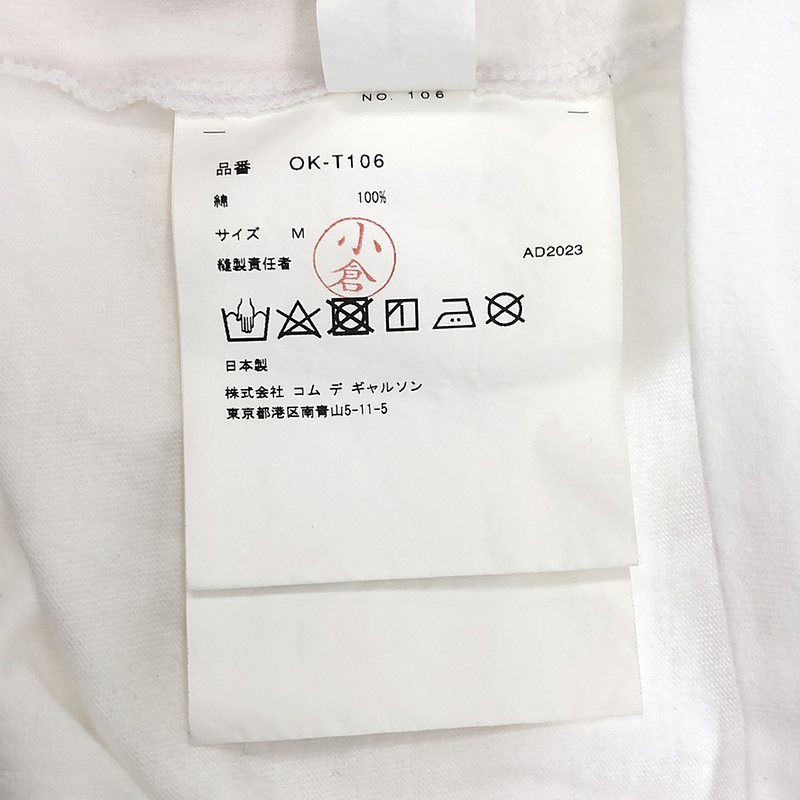 NO. 106
品番 OK-T106
綿 100%
サイズ M
小倉
縫製責任者
AD2023
日本製
株式会社 コム デ ギャルソン
東京都港区南青山5-11-5